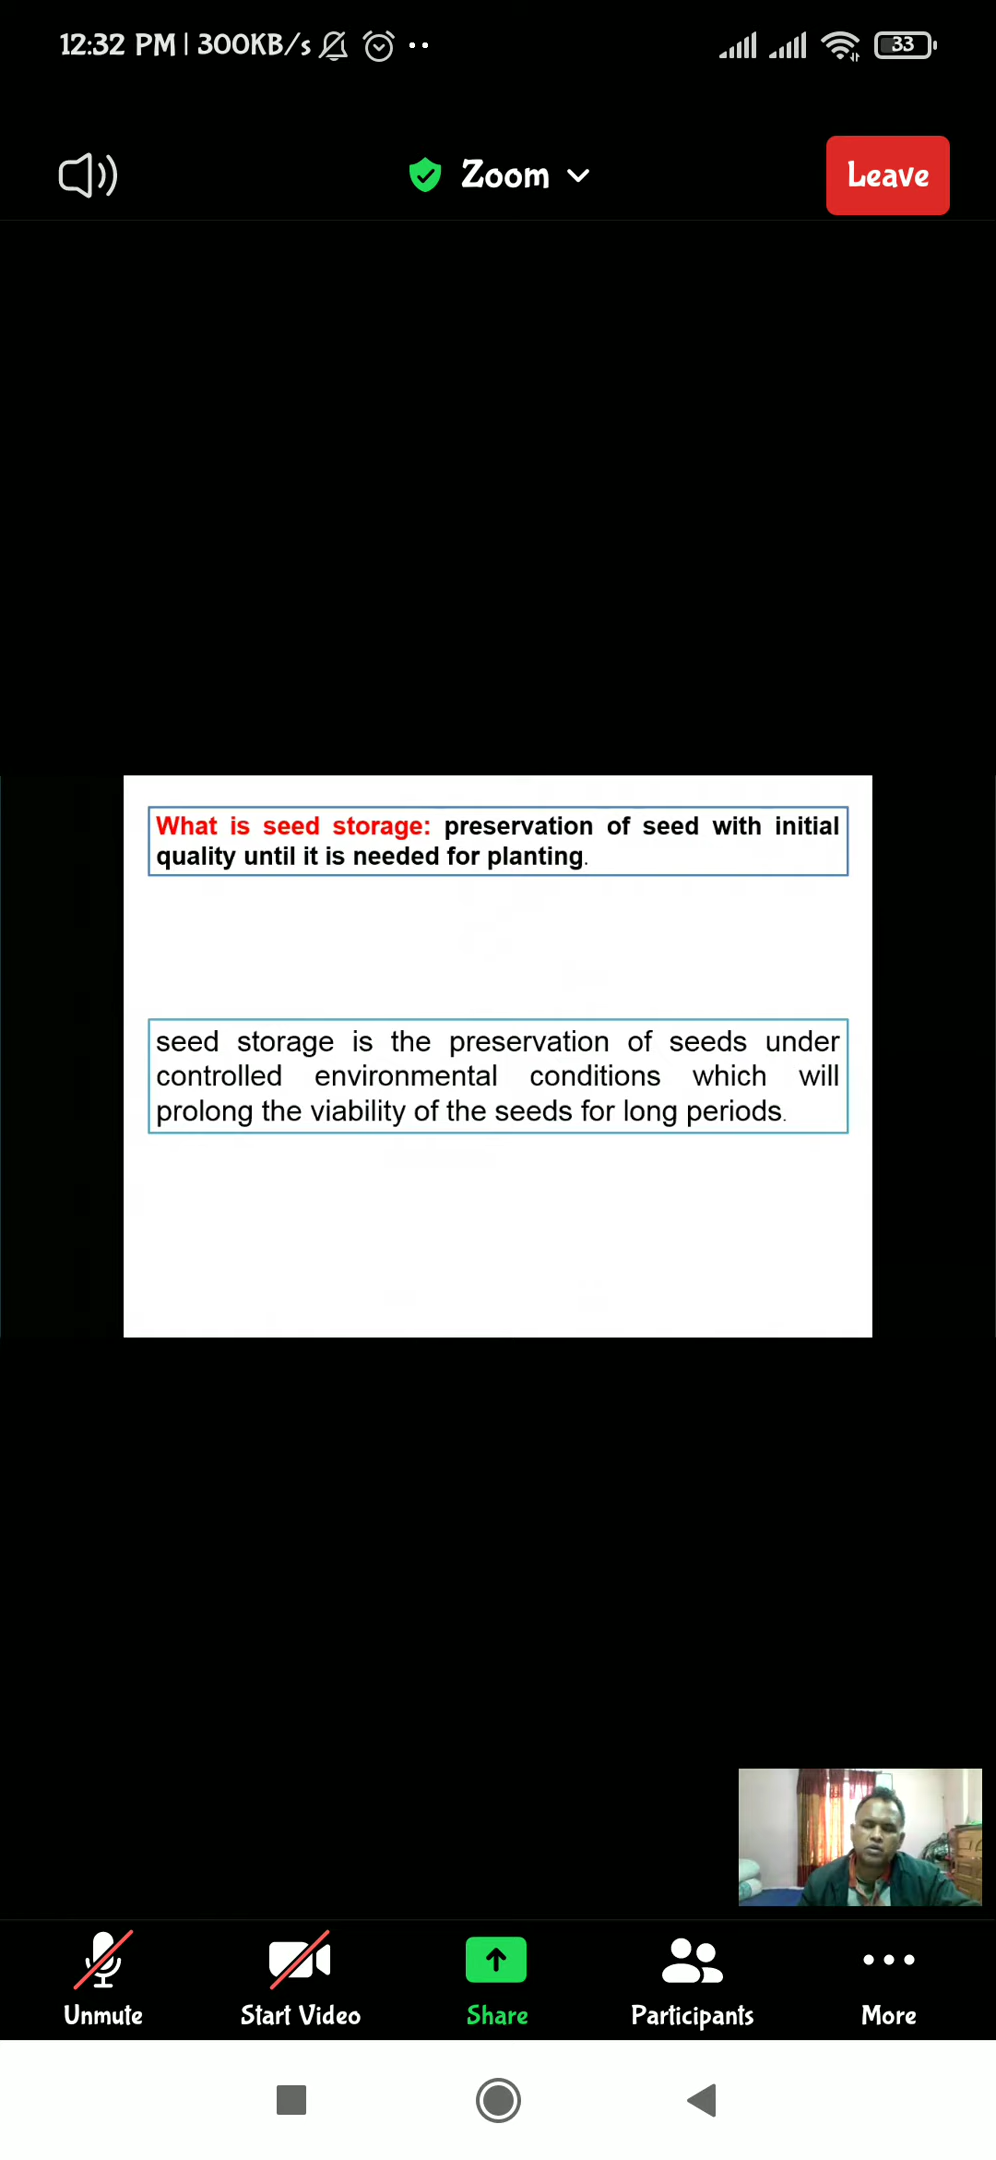 12:32 PM | 300KB/s
33
Zoom
Leave
What is seed storage: preservation of seed with initial
quality until it is needed for planting.
seed storage is the preservation of seeds under
controlled environmental conditions which will
prolong the viability of the seeds for long periods.
Unmute
Start Video
Share
Participants
More